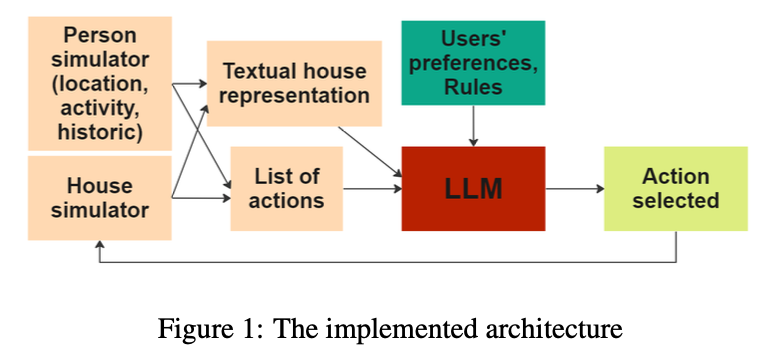 Person
simulator
(location,
activity,
historic)
House
simulator
Textual house
representation
List of
actions
Users'
preferences,
Rules
LLM
Action
selected
Figure 1: The implemented architecture